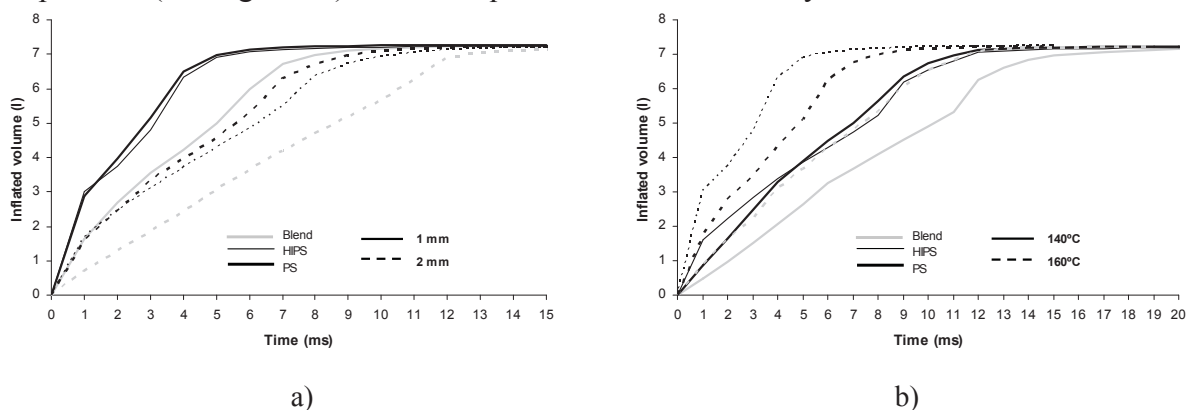 8
7
6
5
4
3
2
1
0
Inflated volume (l)
Blend
HIPS
PS
1 mm
2 mm
0 1 2 3 4 5 6 7 8 9 10 11 12 13 14 15
Time (ms)
a)
8
7
6
5
4
3
2
1
0
Inflated volume (l)
Blend
HIPS
PS
140ºC
160ºC
0 1 2 3 4 5 6 7 8 9 10 11 12 13 14 15 16 17 18 19 20
Time (ms)
b)